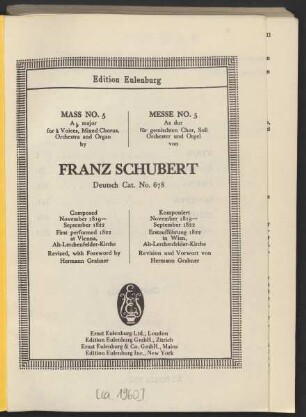 Edition Eulenburg
MASS NO. 5
A♭ major
for 4 Voices, Mixed Chorus,
Orchestra and Organ
by
MESSE NO. 5
As dur
für gemischten Chor, Soli
Orchester und Orgel
von
FRANZ SCHUBERT
Deutsch Cat. No. 678
Composed
November 1819—
September 1822
First performed 1822
at Vienna,
Alt-Lerchenfelder-Kirche
Revised, with Foreword by
Hermann Grabner
Komponiert
November 1819—
September 1822
Erstaufführung 1822
in Wien,
Alt-Lerchenfelder-Kirche
Revision und Vorwort von
Hermann Grabner
Ernst Eulenburg Ltd., London
Edition Eulenburg GmbH., Zürich
Ernst Eulenburg & Co. GmbH., Mainz
Edition Eulenburg Inc., New York
[ca. 1960]